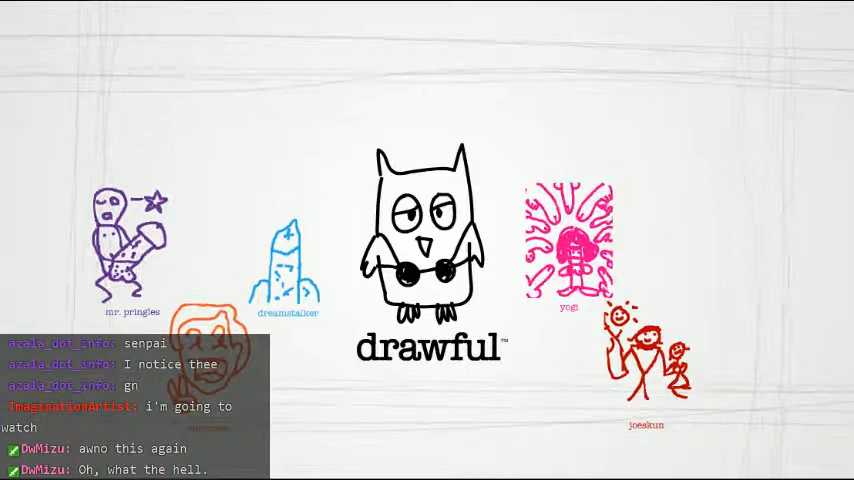 mr. pringles
dreamstalker
drawful™
yogi
joeskun
azala_dot_info: senpai
azala_dot_info: I notice thee
azala_dot_info: gn
ImaginationArtist: i'm going to
watch
DwMizu: awno this again
DwMizu: Oh, what the hell.